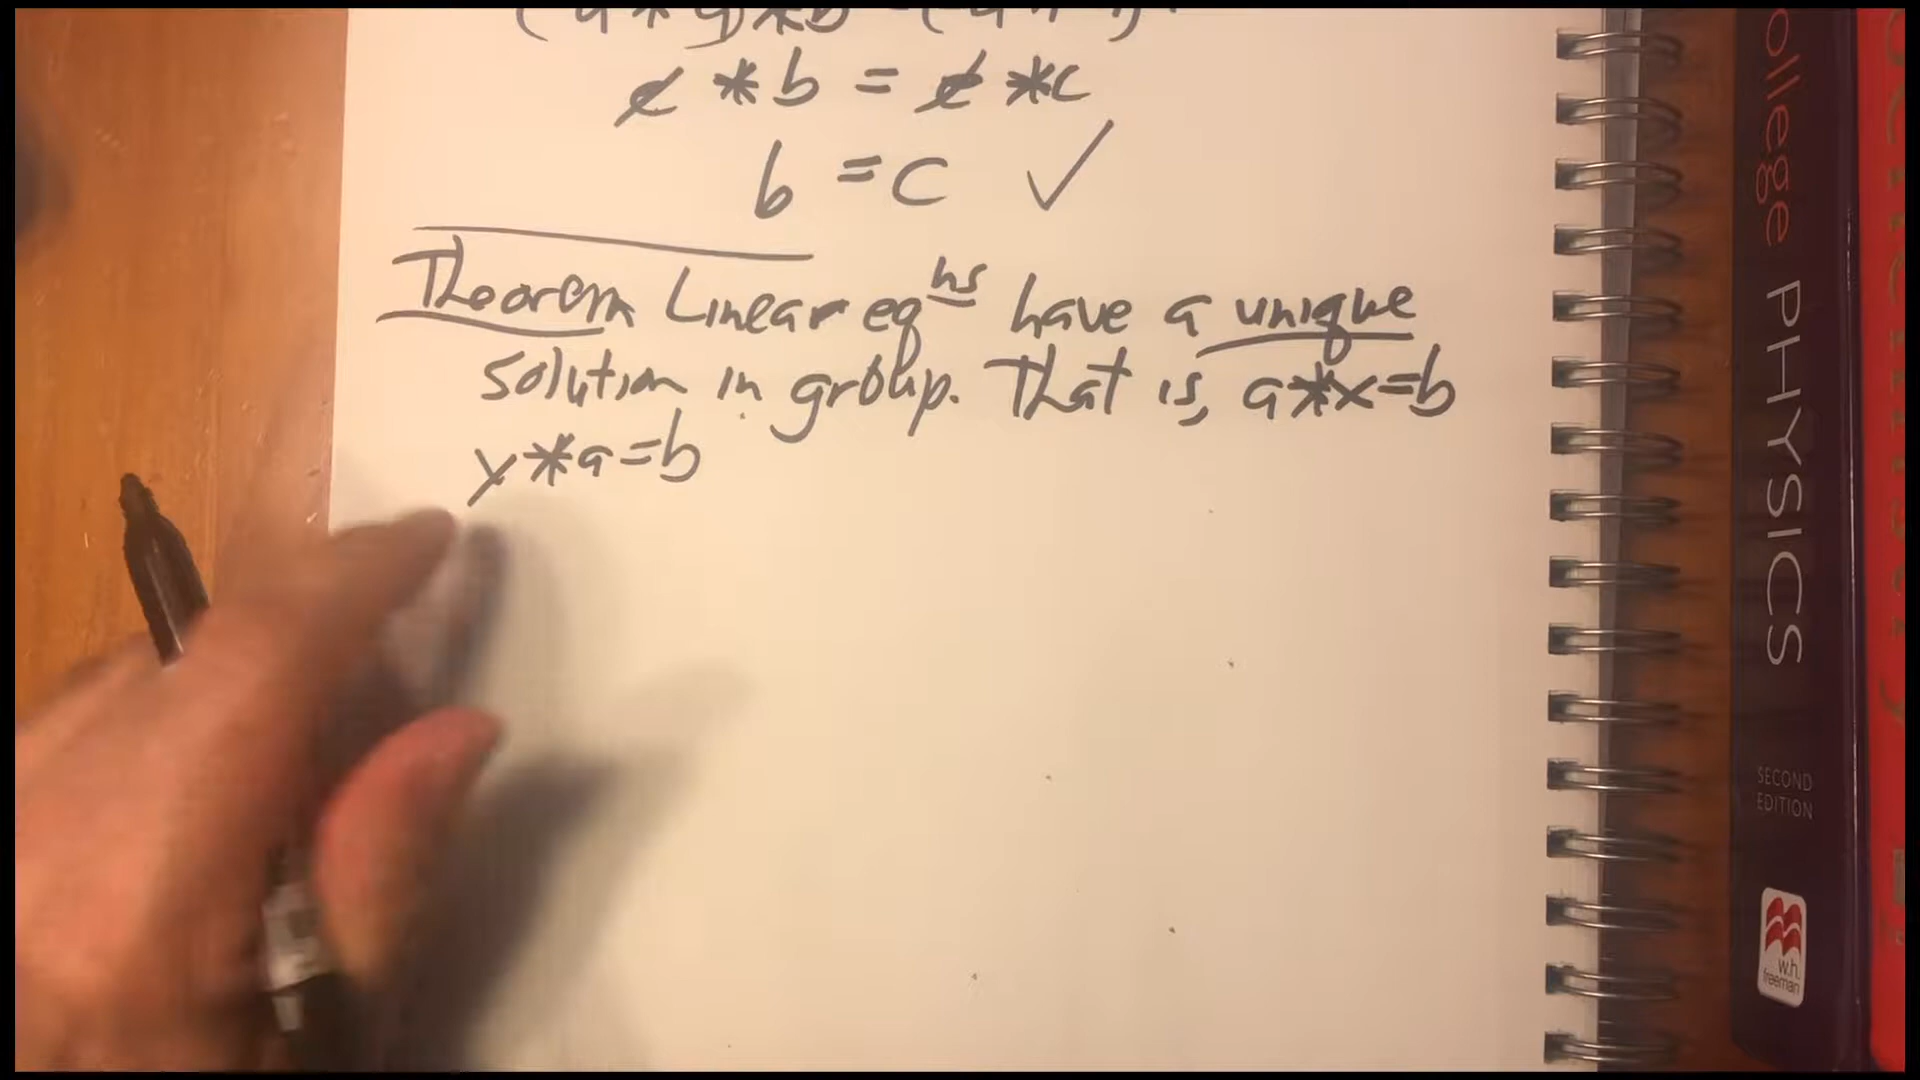 e * b = e * c
b = c ✓
Theorem Linear eqns have a unique
solution in group. That is, a*x=b
y*a=b
ollege PHYSICS
SECOND
EDITION
w.h.
freeman